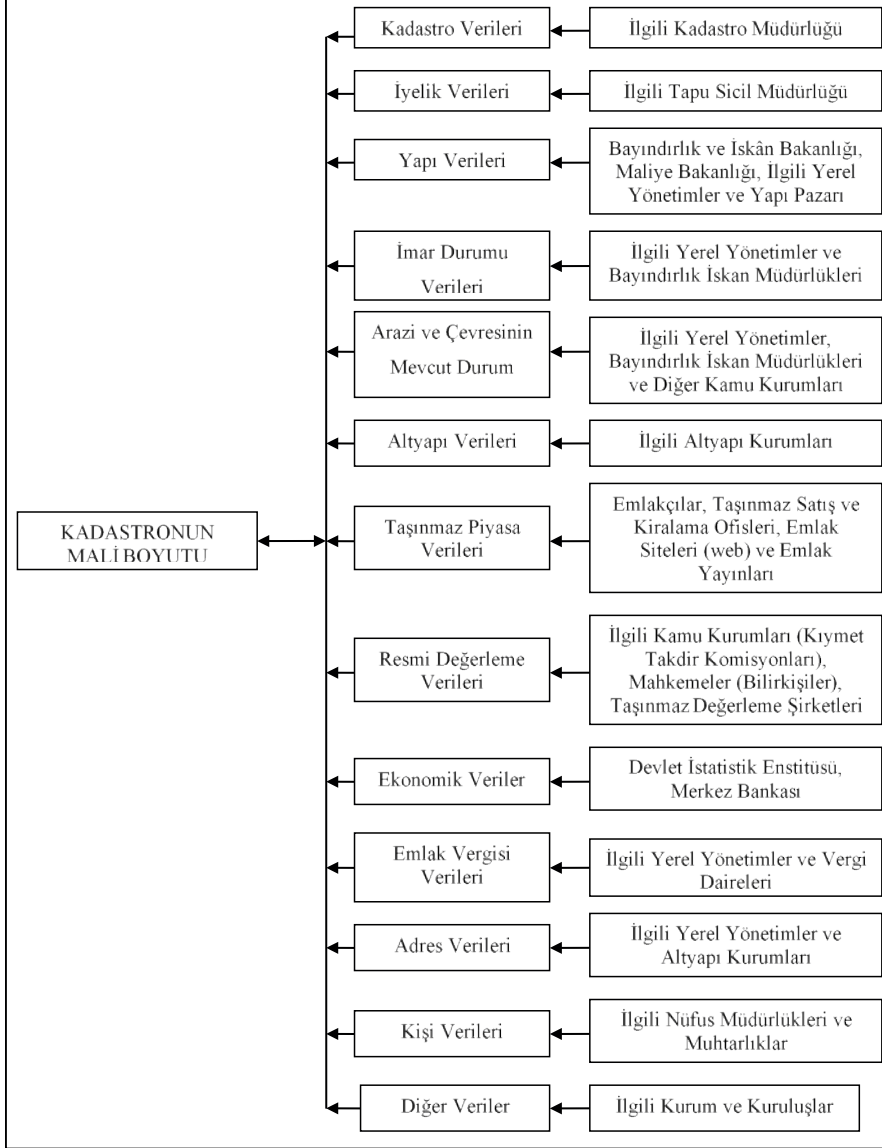 Kadastro Verileri
İlgili Kadastro Müdürlüğü
İyelik Verileri
İlgili Tapu Sicil Müdürlüğü
Yapı Verileri
Bayındırlık ve İskân Bakanlığı,
Maliye Bakanlığı, İlgili Yerel
Yönetimler ve Yapı Pazarı
İmar Durumu
Verileri
İlgili Yerel Yönetimler ve
Bayındırlık İskan Müdürlükleri
Arazi ve Çevresinin
Mevcut Durum
İlgili Yerel Yönetimler,
Bayındırlık İskan Müdürlükleri
ve Diğer Kamu Kurumları
Altyapı Verileri
İlgili Altyapı Kurumları
KADASTRONUN
MALİ BOYUTU
Taşınmaz Piyasa
Verileri
Emlakçılar, Taşınmaz Satış ve
Kiralama Ofisleri, Emlak
Siteleri (web) ve Emlak
Yayınları
Resmi Değerleme
Verileri
İlgili Kamu Kurumları (Kıymet
Takdir Komisyonları),
Mahkemeler (Bilirkişiler),
Taşınmaz Değerleme Şirketleri
Ekonomik Veriler
Devlet İstatistik Enstitüsü,
Merkez Bankası
Emlak Vergisi
Verileri
İlgili Yerel Yönetimler ve Vergi
Daireleri
Adres Verileri
İlgili Yerel Yönetimler ve
Altyapı Kurumları
Kişi Verileri
İlgili Nüfus Müdürlükleri ve
Muhtarlıklar
Diğer Veriler
İlgili Kurum ve Kuruluşlar